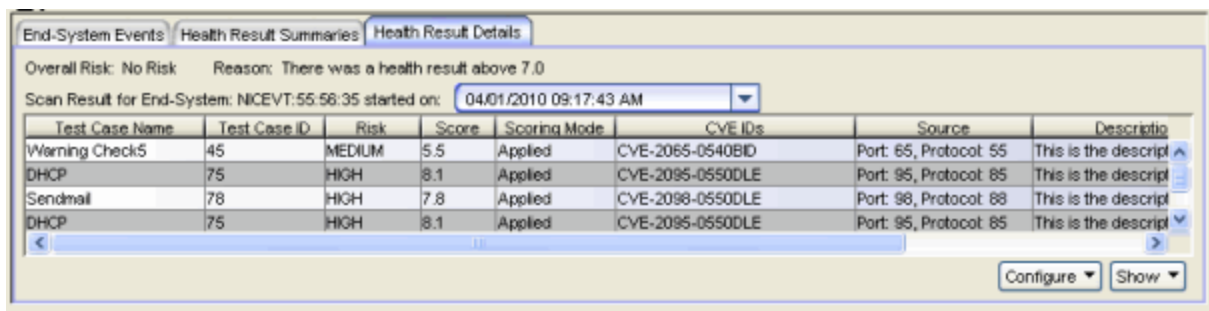 End-System Events Health Result Summaries Health Result Details
Overall Risk: No Risk Reason: There was a health result above 7.0
Scan Result for End-System: NICEVT:55:56:35 started on: 04/01/2010 09:17:43 AM
Test Case Name Test Case ID Risk Score Scoring Mode CVE IDs Source Descriptio
Warning Check5 45 MEDIUM 5.5 Applied CVE-2065-0540BID Port: 65, Protocol: 55 This is the descript
DHCP 75 HIGH 8.1 Applied CVE-2095-0550DLE Port: 95, Protocol: 85 This is the descript
Sendmail 78 HIGH 7.8 Applied CVE-2098-0550DLE Port: 98, Protocol: 88 This is the descript
DHCP 75 HIGH 8.1 Applied CVE-2095-0550DLE Port: 95, Protocol: 85 This is the descript
Configure Show